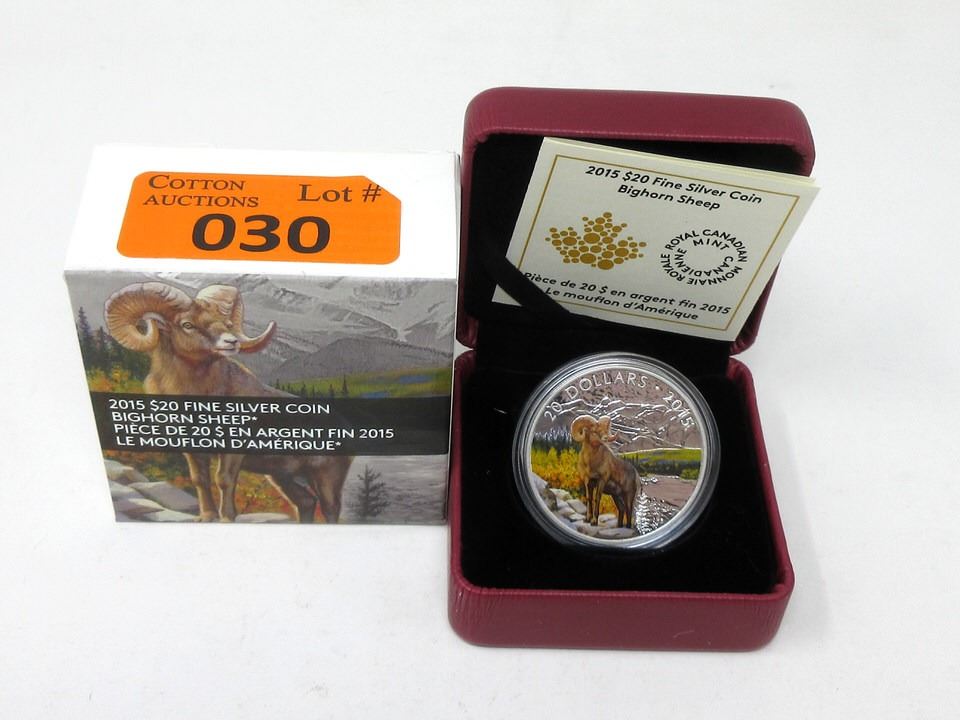 COTTON AUCTIONS
Lot #
030
2015 $20 FINE SILVER COIN
BIGHORN SHEEP*
PIÈCE DE 20 $ EN ARGENT FIN 2015
LE MOUFLON D'AMÉRIQUE*
2015 $20 Fine Silver Coin
Bighorn Sheep
ROYAL CANADIAN MINT
MONNAIE ROYALE CANADIENNE
Pièce de 20 $ en argent fin 2015
Le mouflon d'Amérique
20 DOLLARS • 2015